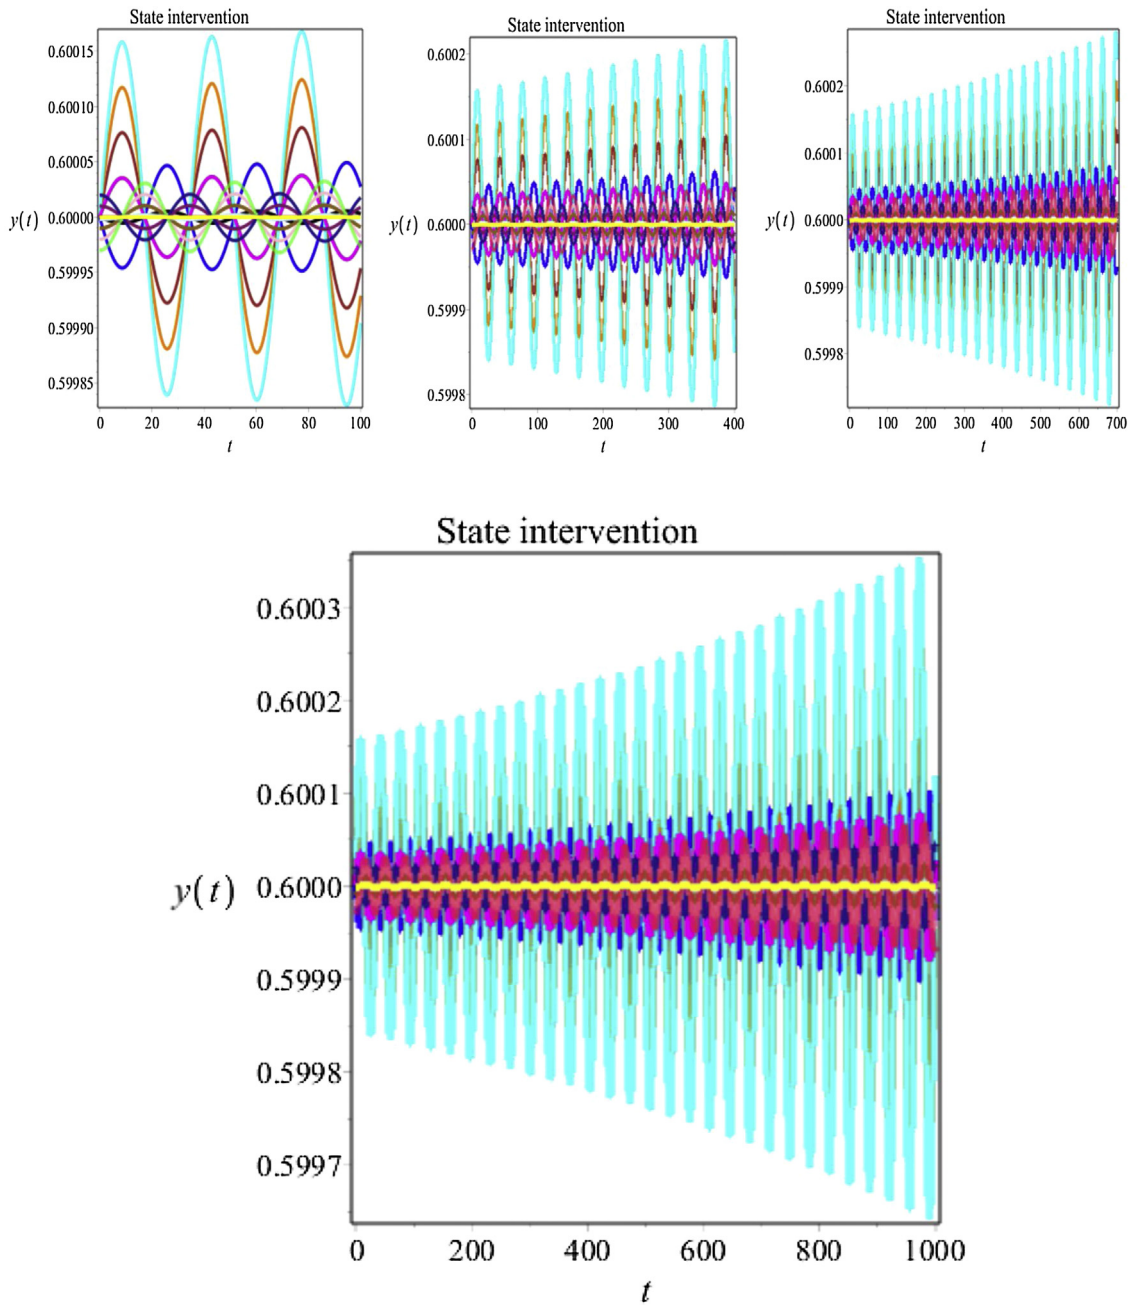 State intervention
0.60015
0.60010
0.60005
y(t) 0.60000
0.59995
0.59990
0.59985
0 20 40 60 80 100
t
State intervention
0.6002
0.6001
y(t) 0.6000
0.5999
0.5998
0 100 200 300 400
t
State intervention
0.6002
0.6001
y(t) 0.6000
0.5999
0.5998
0 100 200 300 400 500 600 700
t
State intervention
0.6003
0.6002
0.6001
y(t) 0.6000
0.5999
0.5998
0.5997
0 200 400 600 800 1000
t